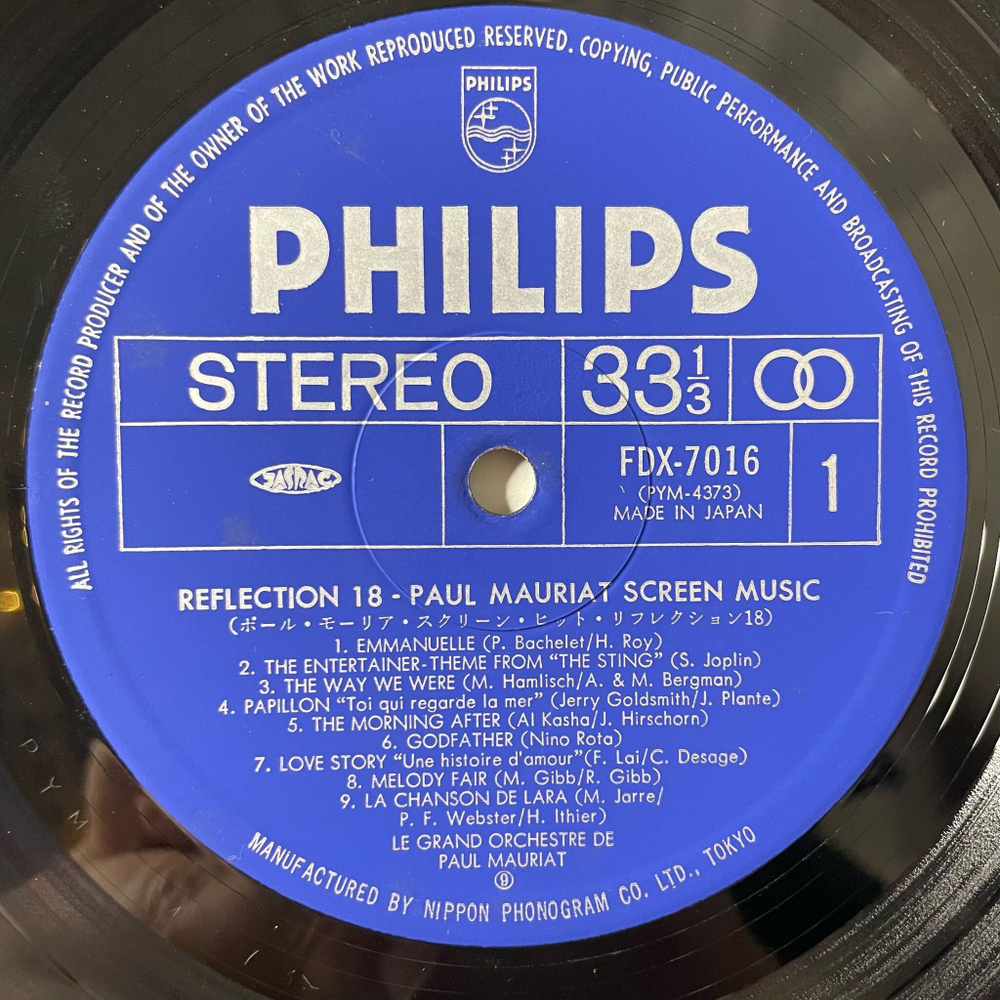 ALL RIGHTS OF THE RECORD PRODUCER AND OF THE OWNER OF THE WORK REPRODUCED RESERVED. COPYING, PUBLIC PERFORMANCE AND BROADCASTING OF THIS RECORD PROHIBITED
PHILIPS
PHILIPS
STEREO 33 1/3
JASRAC
FDX-7016
(PYM-4373)
MADE IN JAPAN
1
REFLECTION 18 - PAUL MAURIAT SCREEN MUSIC
(ポール・モーリア・スクリーン・ヒット・リフレクション18)
1. EMMANUELLE (P. Bachelet/H. Roy)
2. THE ENTERTAINER-THEME FROM “THE STING” (S. Joplin)
3. THE WAY WE WERE (M. Hamlisch/A. & M. Bergman)
4. PAPILLON “Toi qui regarde la mer” (Jerry Goldsmith/J. Plante)
5. THE MORNING AFTER (Al Kasha/J. Hirschorn)
6. GODFATHER (Nino Rota)
7. LOVE STORY “Une histoire d'amour”(F. Lai/C. Desage)
8. MELODY FAIR (M. Gibb/R. Gibb)
9. LA CHANSON DE LARA (M. Jarre/
P. F. Webster/H. Ithier)
LE GRAND ORCHESTRE DE
PAUL MAURIAT
MANUFACTURED BY NIPPON PHONOGRAM CO. LTD., TOKYO
PYM